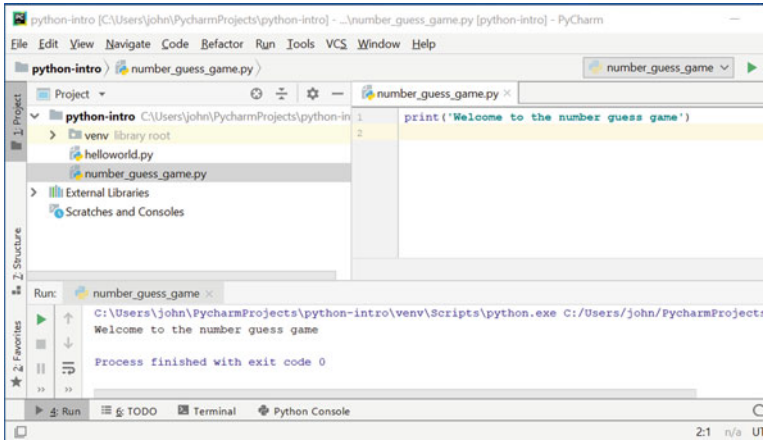 python-intro [C:\Users\john\PycharmProjects\python-intro] - ...\number_guess_game.py [python-intro] - PyCharm
File Edit View Navigate Code Refactor Run Tools VCS Window Help
python-intro number_guess_game.py number_guess_game
1: Project
Project
number_guess_game.py
python-intro C:\Users\john\PycharmProjects\python-in
venv library root
helloworld.py
number_guess_game.py
External Libraries
Scratches and Consoles
1 print('Welcome to the number guess game')
2
Z: Structure
2: Favorites
Run: number_guess_game
C:\Users\john\PycharmProjects\python-intro\venv\Scripts\python.exe C:/Users/john/PycharmProjects
Welcome to the number guess game
Process finished with exit code 0
4: Run 6: TODO Terminal Python Console
2:1 n/a UT